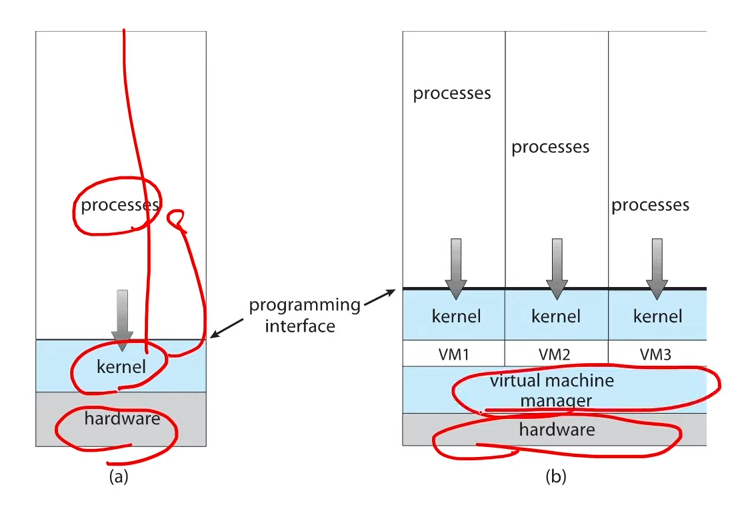 processes
kernel
hardware
(a)
programming
interface
processes
processes
processes
kernel
kernel
kernel
VM1
VM2
VM3
virtual machine
manager
hardware
(b)